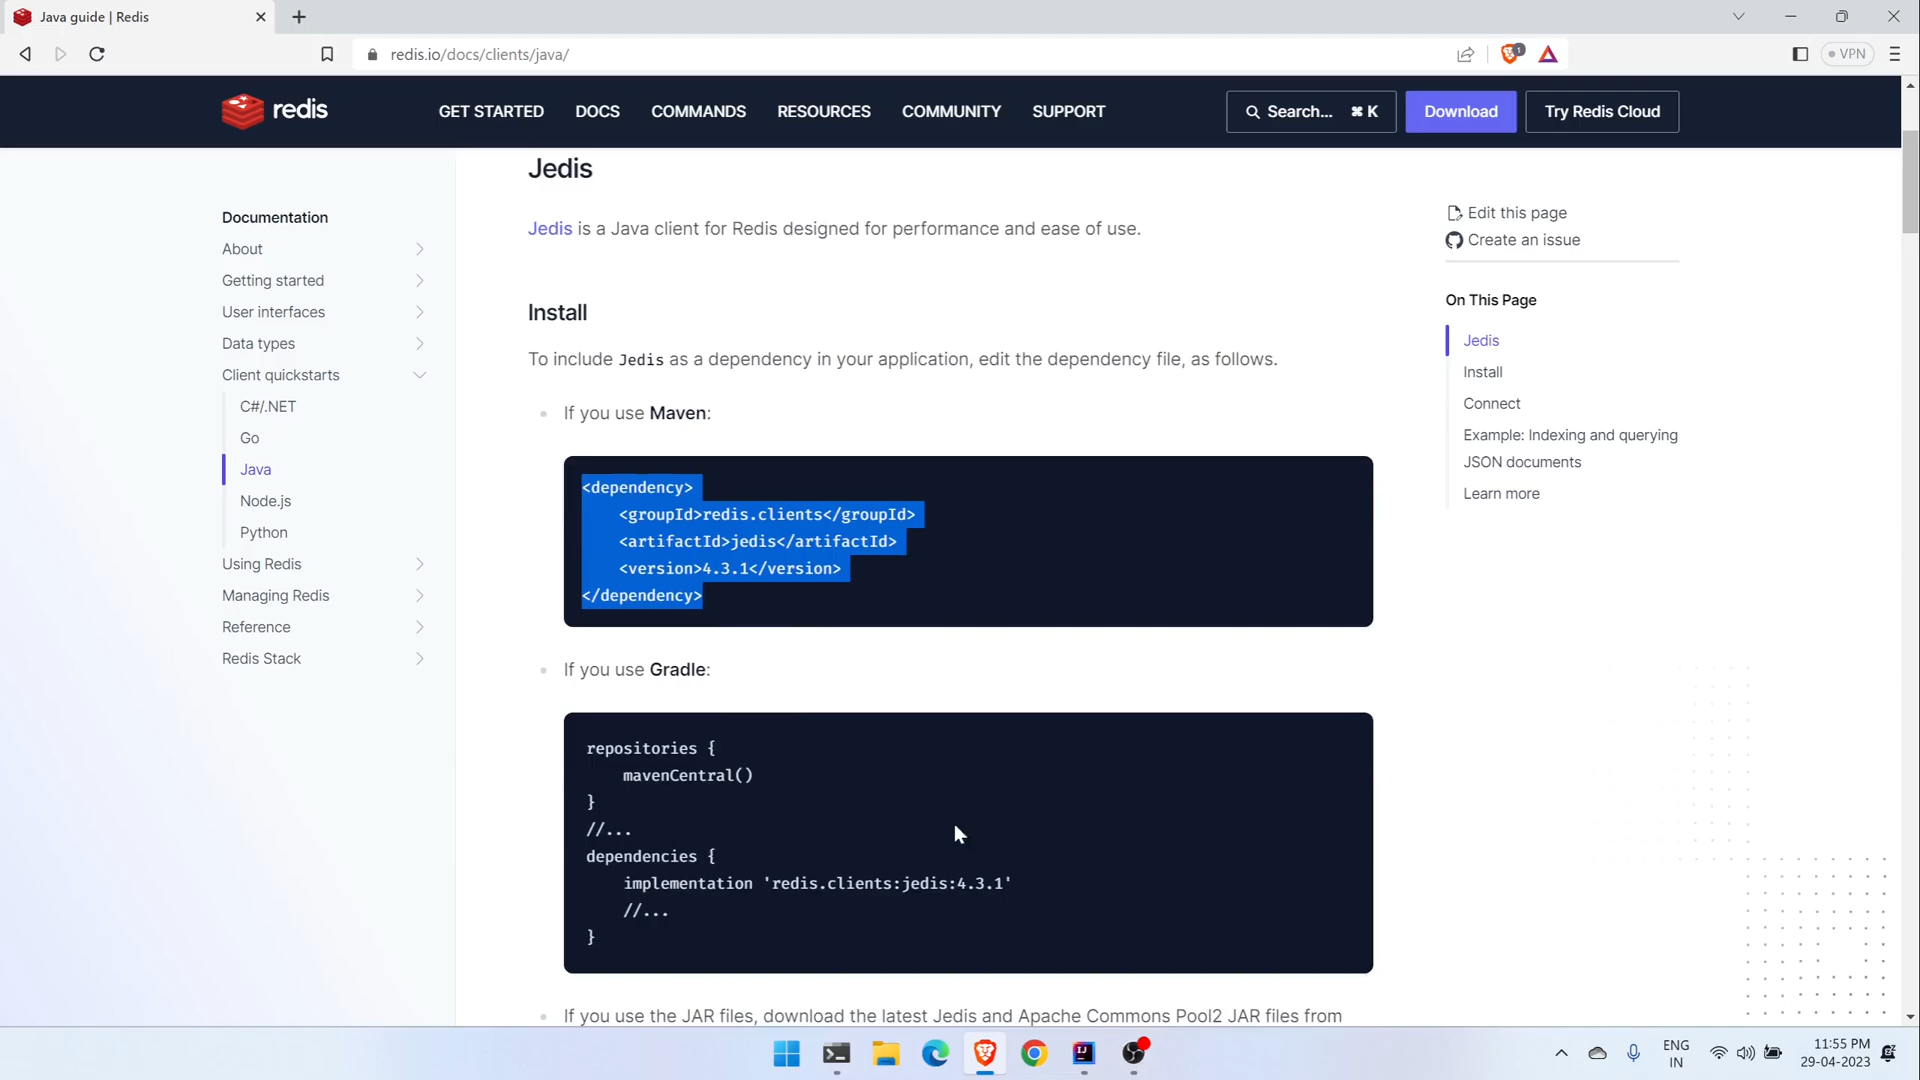 Java guide | Redis
redis.io/docs/clients/java/
1
VPN
redis
GET STARTED
DOCS
COMMANDS
RESOURCES
COMMUNITY
SUPPORT
Search... ⌘ K
Download
Try Redis Cloud
Documentation
About
Getting started
User interfaces
Data types
Client quickstarts
C#/.NET
Go
Java
Node.js
Python
Using Redis
Managing Redis
Reference
Redis Stack
Jedis
Jedis is a Java client for Redis designed for performance and ease of use.
Install
To include Jedis as a dependency in your application, edit the dependency file, as follows.
If you use Maven:
<dependency>
    <groupId>redis.clients</groupId>
    <artifactId>jedis</artifactId>
    <version>4.3.1</version>
</dependency>
If you use Gradle:
repositories {
    mavenCentral()
}
//...
dependencies {
    implementation 'redis.clients:jedis:4.3.1'
    //...
}
If you use the JAR files, download the latest Jedis and Apache Commons Pool2 JAR files from
Edit this page
Create an issue
On This Page
Jedis
Install
Connect
Example: Indexing and querying
JSON documents
Learn more
IJ
ENG
IN
11:55 PM
29-04-2023